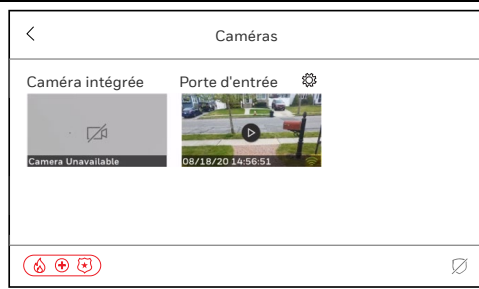 Caméras
Caméra intégrée
Porte d'entrée
Camera Unavailable
08/18/20 14:56:51